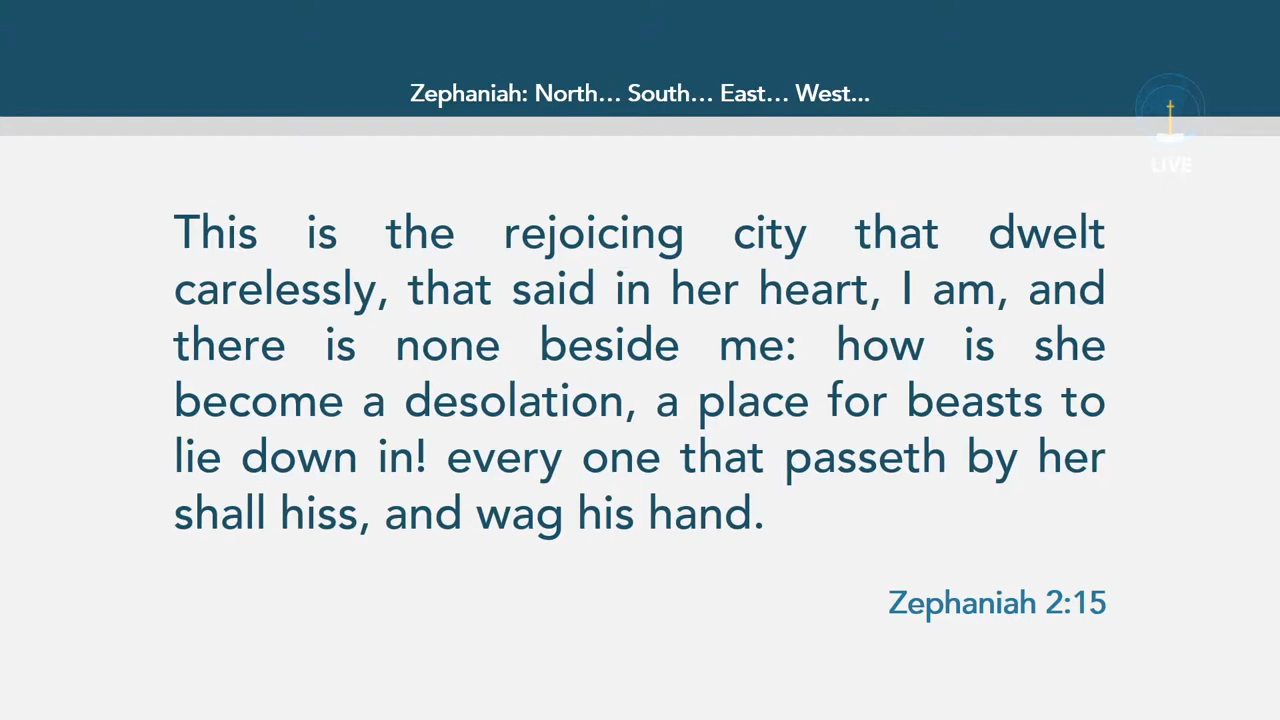 Zephaniah: North… South… East… West...
LIVE
This is the rejoicing city that dwelt
carelessly, that said in her heart, I am, and
there is none beside me: how is she
become a desolation, a place for beasts to
lie down in! every one that passeth by her
shall hiss, and wag his hand.
Zephaniah 2:15